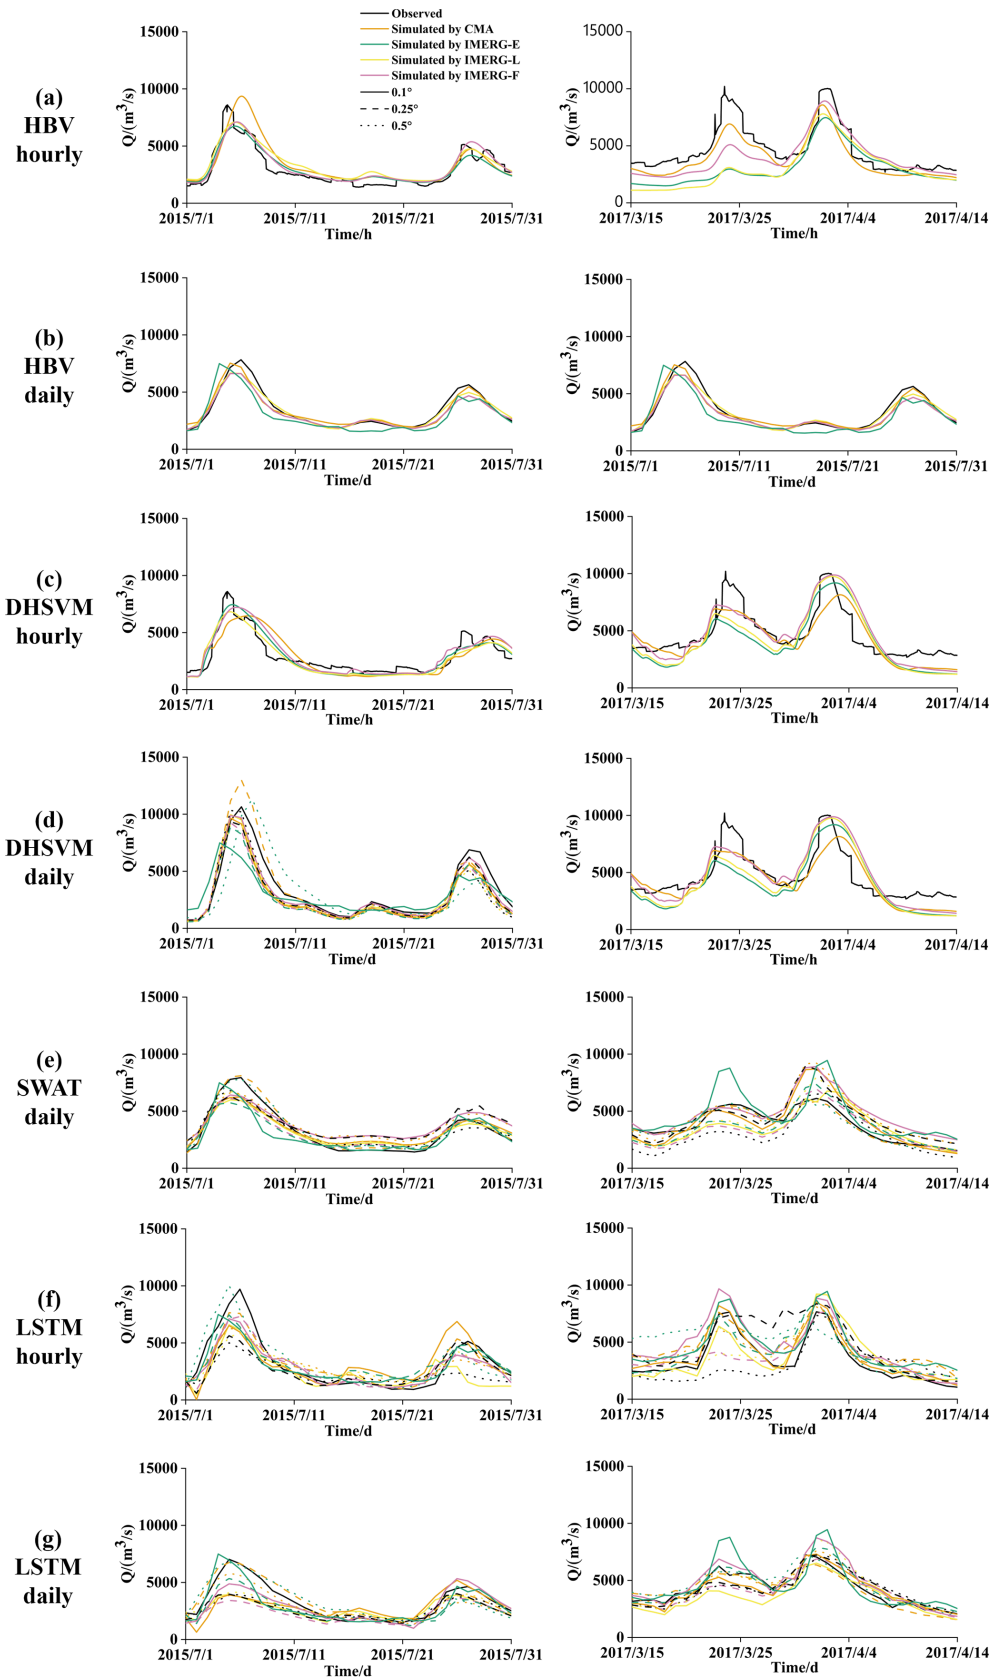 Observed
Simulated by CMA
Simulated by IMERG-E
Simulated by IMERG-L
Simulated by IMERG-F
0.1°
0.25°
0.5°
(a)
HBV
hourly
Q/(m³/s)
15000
10000
5000
0
2015/7/1 2015/7/11 2015/7/21 2015/7/31
Time/h
Q/(m³/s)
15000
10000
5000
0
2017/3/15 2017/3/25 2017/4/4 2017/4/14
Time/h
(b)
HBV
daily
Q/(m³/s)
15000
10000
5000
0
2015/7/1 2015/7/11 2015/7/21 2015/7/31
Time/d
Q/(m³/s)
15000
10000
5000
0
2015/7/1 2015/7/11 2015/7/21 2015/7/31
Time/d
(c)
DHSVM
hourly
Q/(m³/s)
15000
10000
5000
0
2015/7/1 2015/7/11 2015/7/21 2015/7/31
Time/h
Q/(m³/s)
15000
10000
5000
0
2017/3/15 2017/3/25 2017/4/4 2017/4/14
Time/h
(d)
DHSVM
daily
Q/(m³/s)
15000
10000
5000
0
2015/7/1 2015/7/11 2015/7/21 2015/7/31
Time/d
Q/(m³/s)
15000
10000
5000
0
2017/3/15 2017/3/25 2017/4/4 2017/4/14
Time/h
(e)
SWAT
daily
Q/(m³/s)
15000
10000
5000
0
2015/7/1 2015/7/11 2015/7/21 2015/7/31
Time/d
Q/(m³/s)
15000
10000
5000
0
2017/3/15 2017/3/25 2017/4/4 2017/4/14
Time/d
(f)
LSTM
hourly
Q/(m³/s)
15000
10000
5000
0
2015/7/1 2015/7/11 2015/7/21 2015/7/31
Time/d
Q/(m³/s)
15000
10000
5000
0
2017/3/15 2017/3/25 2017/4/4 2017/4/14
Time/d
(g)
LSTM
daily
Q/(m³/s)
15000
10000
5000
0
2015/7/1 2015/7/11 2015/7/21 2015/7/31
Time/d
Q/(m³/s)
15000
10000
5000
0
2017/3/15 2017/3/25 2017/4/4 2017/4/14
Time/d